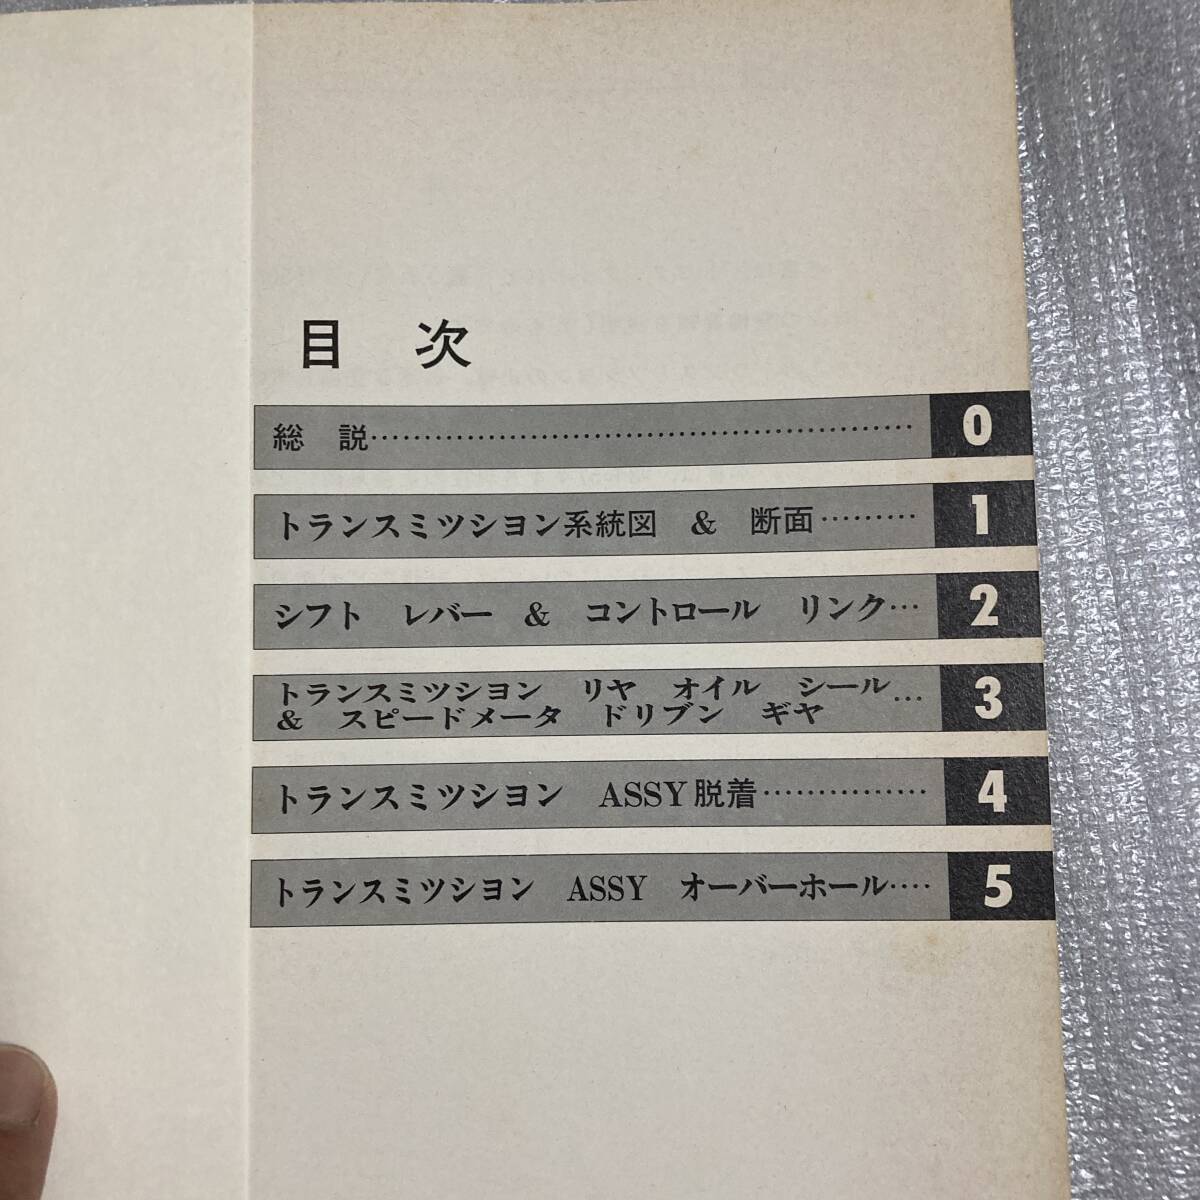 目 次
総 説…………………………………………… 0
トランスミツシヨン系統図 & 断面……… 1
シフト レバー & コントロール リンク… 2
トランスミツシヨン リヤ オイル シール
& スピードメータ ドリブン ギヤ … 3
トランスミツシヨン ASSY脱着…………… 4
トランスミツシヨン ASSY オーバーホール…. 5